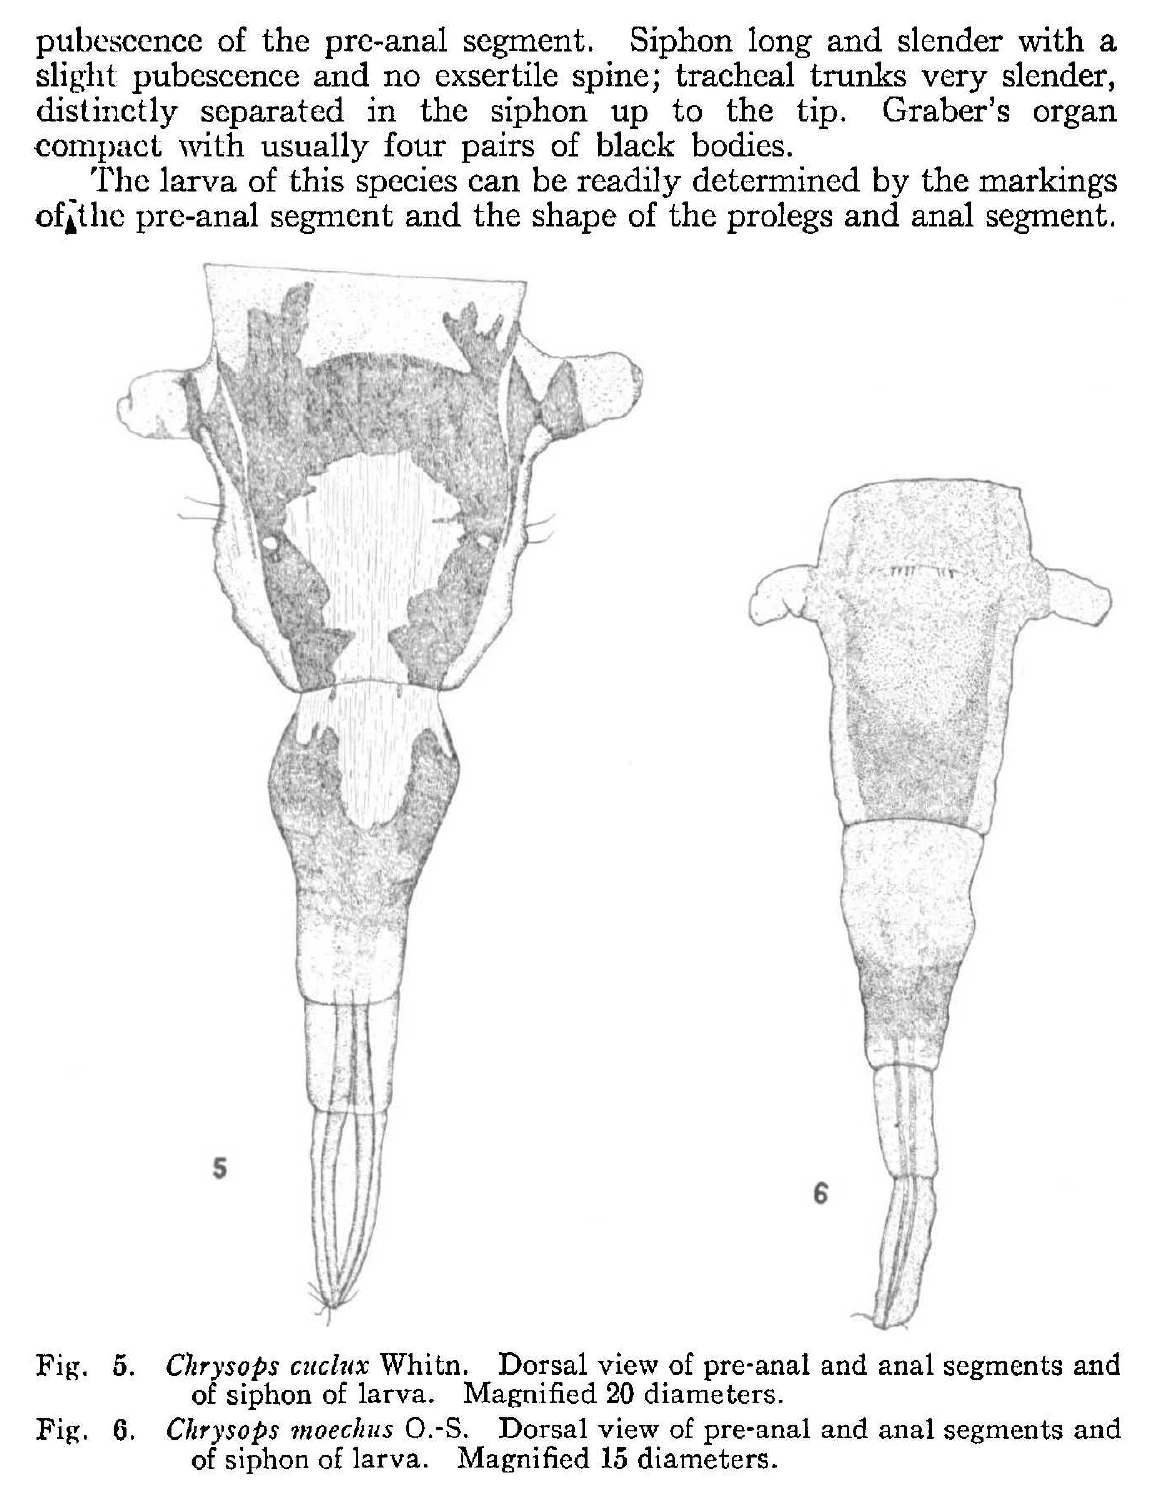 pubescence of the pre-anal segment. Siphon long and slender with a
slight pubescence and no exsertile spine; tracheal trunks very slender,
distinctly separated in the siphon up to the tip. Graber's organ
compact with usually four pairs of black bodies.
The larva of this species can be readily determined by the markings
of the pre-anal segment and the shape of the prolegs and anal segment.
5
6
Fig. 5. Chrysops cuclux Whitn. Dorsal view of pre-anal and anal segments and
of siphon of larva. Magnified 20 diameters.
Fig. 6. Chrysops moechus O.-S. Dorsal view of pre-anal and anal segments and
of siphon of larva. Magnified 15 diameters.